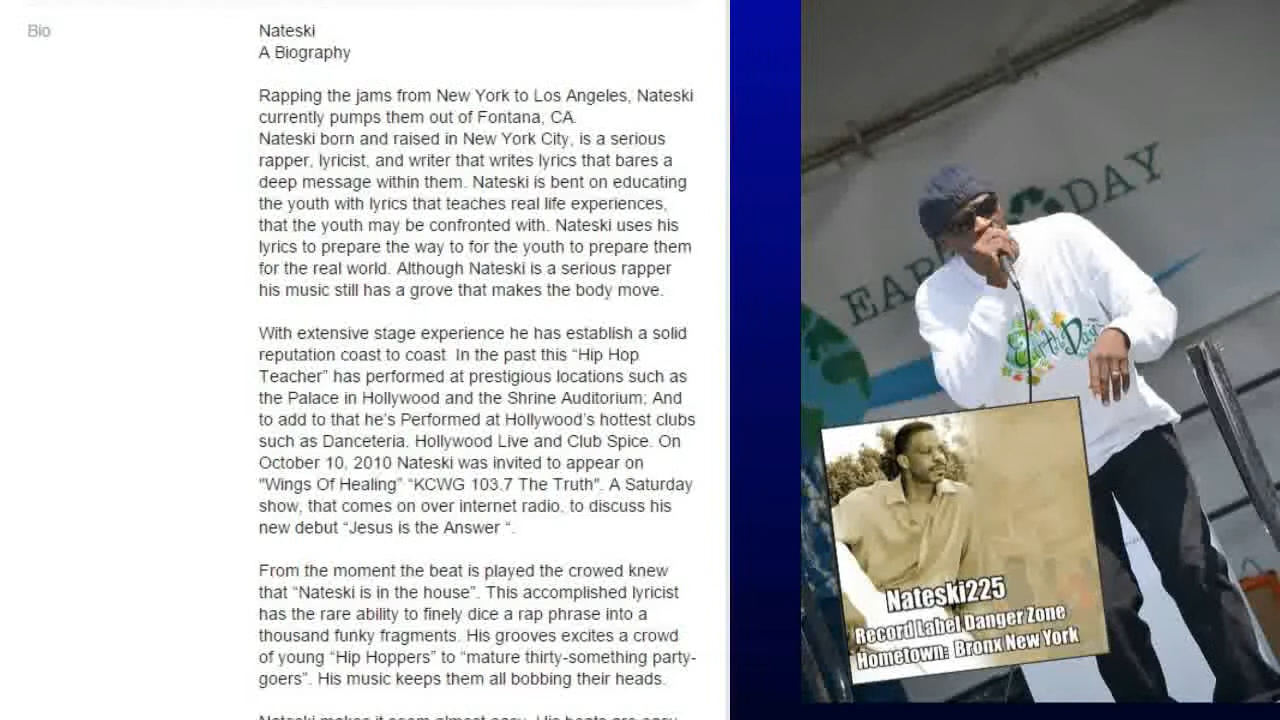 Bio
Nateski
A Biography
Rapping the jams from New York to Los Angeles, Nateski
currently pumps them out of Fontana, CA.
Nateski born and raised in New York City, is a serious
rapper, lyricist, and writer that writes lyrics that bares a
deep message within them. Nateski is bent on educating
the youth with lyrics that teaches real life experiences,
that the youth may be confronted with. Nateski uses his
lyrics to prepare the way to for the youth to prepare them
for the real world. Although Nateski is a serious rapper
his music still has a grove that makes the body move.
With extensive stage experience he has establish a solid
reputation coast to coast In the past this “Hip Hop
Teacher” has performed at prestigious locations such as
the Palace in Hollywood and the Shrine Auditorium; And
to add to that he’s Performed at Hollywood’s hottest clubs
such as Danceteria. Hollywood Live and Club Spice. On
October 10, 2010 Nateski was invited to appear on
"Wings Of Healing" “KCWG 103.7 The Truth". A Saturday
show, that comes on over internet radio, to discuss his
new debut “Jesus is the Answer “.
From the moment the beat is played the crowed knew
that “Nateski is in the house”. This accomplished lyricist
has the rare ability to finely dice a rap phrase into a
thousand funky fragments. His grooves excites a crowd
of young “Hip Hoppers” to “mature thirty-something party-
goers”. His music keeps them all bobbing their heads.
Nateski makes it seem almost easy. His beats are easy
DAY
EAR
Earth Day
Nateski225
Record Label Danger Zone
Hometown: Bronx New York